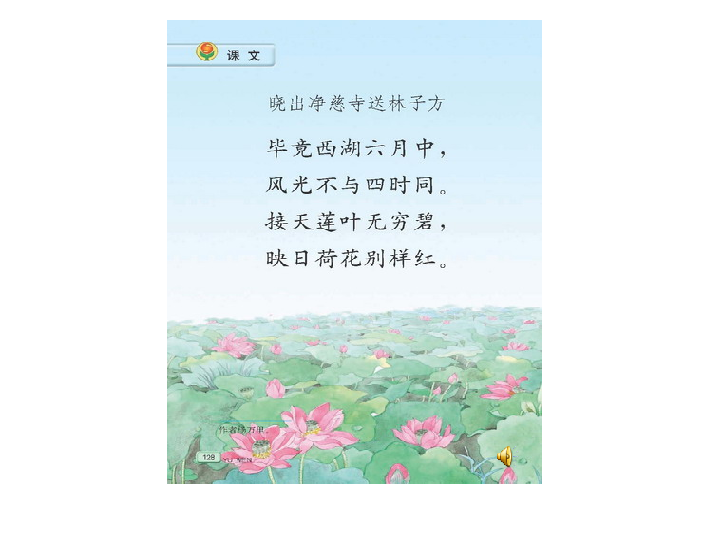 课文
晓出净慈寺送林子方
毕竟西湖六月中，
风光不与四时同。
接天莲叶无穷碧，
映日荷花别样红。
作者杨万里，
128